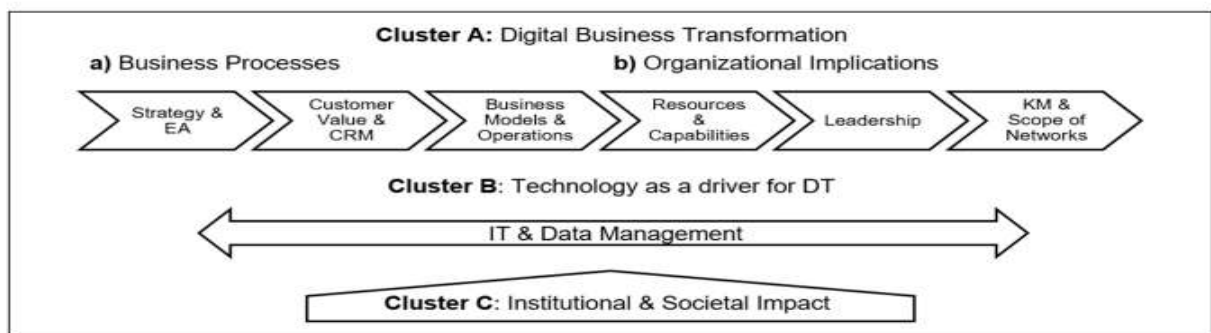 Cluster A: Digital Business Transformation
a) Business Processes
b) Organizational Implications
Strategy &
EA
Customer
Value &
CRM
Business
Models &
Operations
Resources
&
Capabilities
Leadership
KM &
Scope of
Networks
Cluster B: Technology as a driver for DT
IT & Data Management
Cluster C: Institutional & Societal Impact